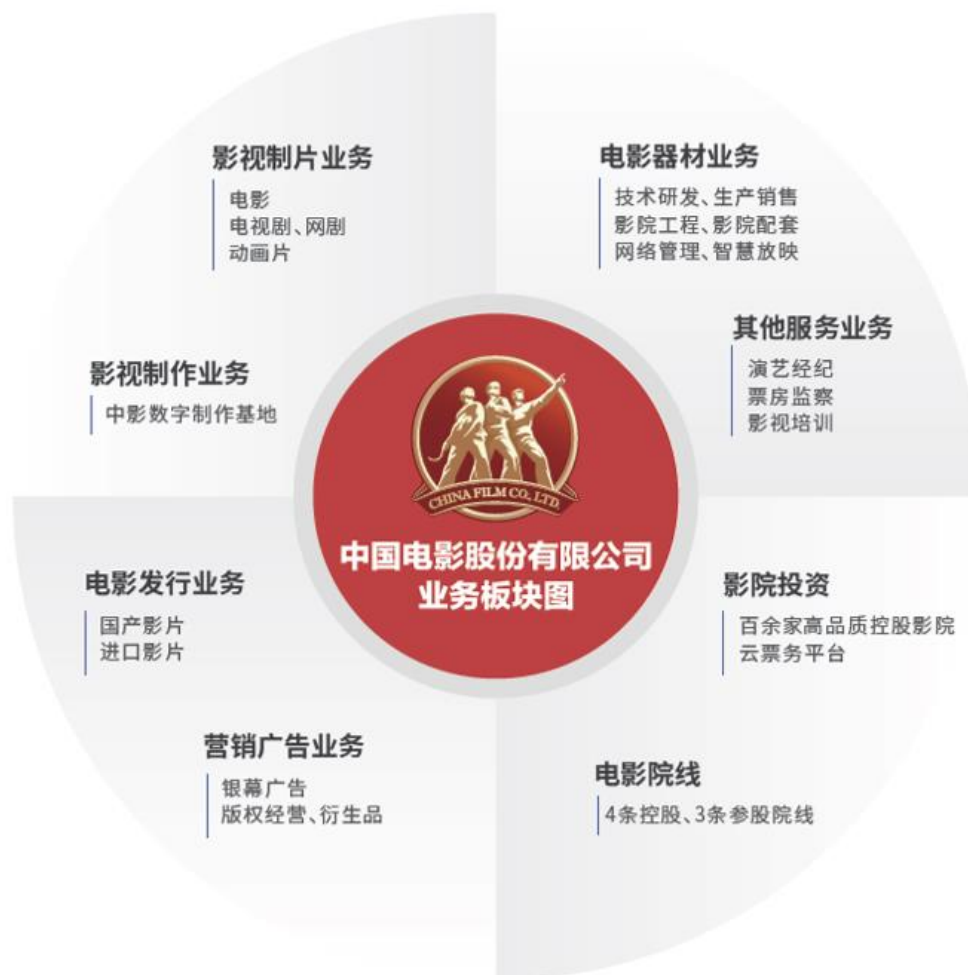 影视制片业务
电影
电视剧、网剧
动画片
电影器材业务
技术研发、生产销售
影院工程、影院配套
网络管理、智慧放映
其他服务业务
演艺经纪
票房监察
影视培训
影视制作业务
中影数字制作基地
CHINA FILM CO., LTD.
中国电影股份有限公司
业务板块图
电影发行业务
国产影片
进口影片
影院投资
百余家高品质控股影院
云票务平台
营销广告业务
银幕广告
版权经营、衍生品
电影院线
4条控股、3条参股院线